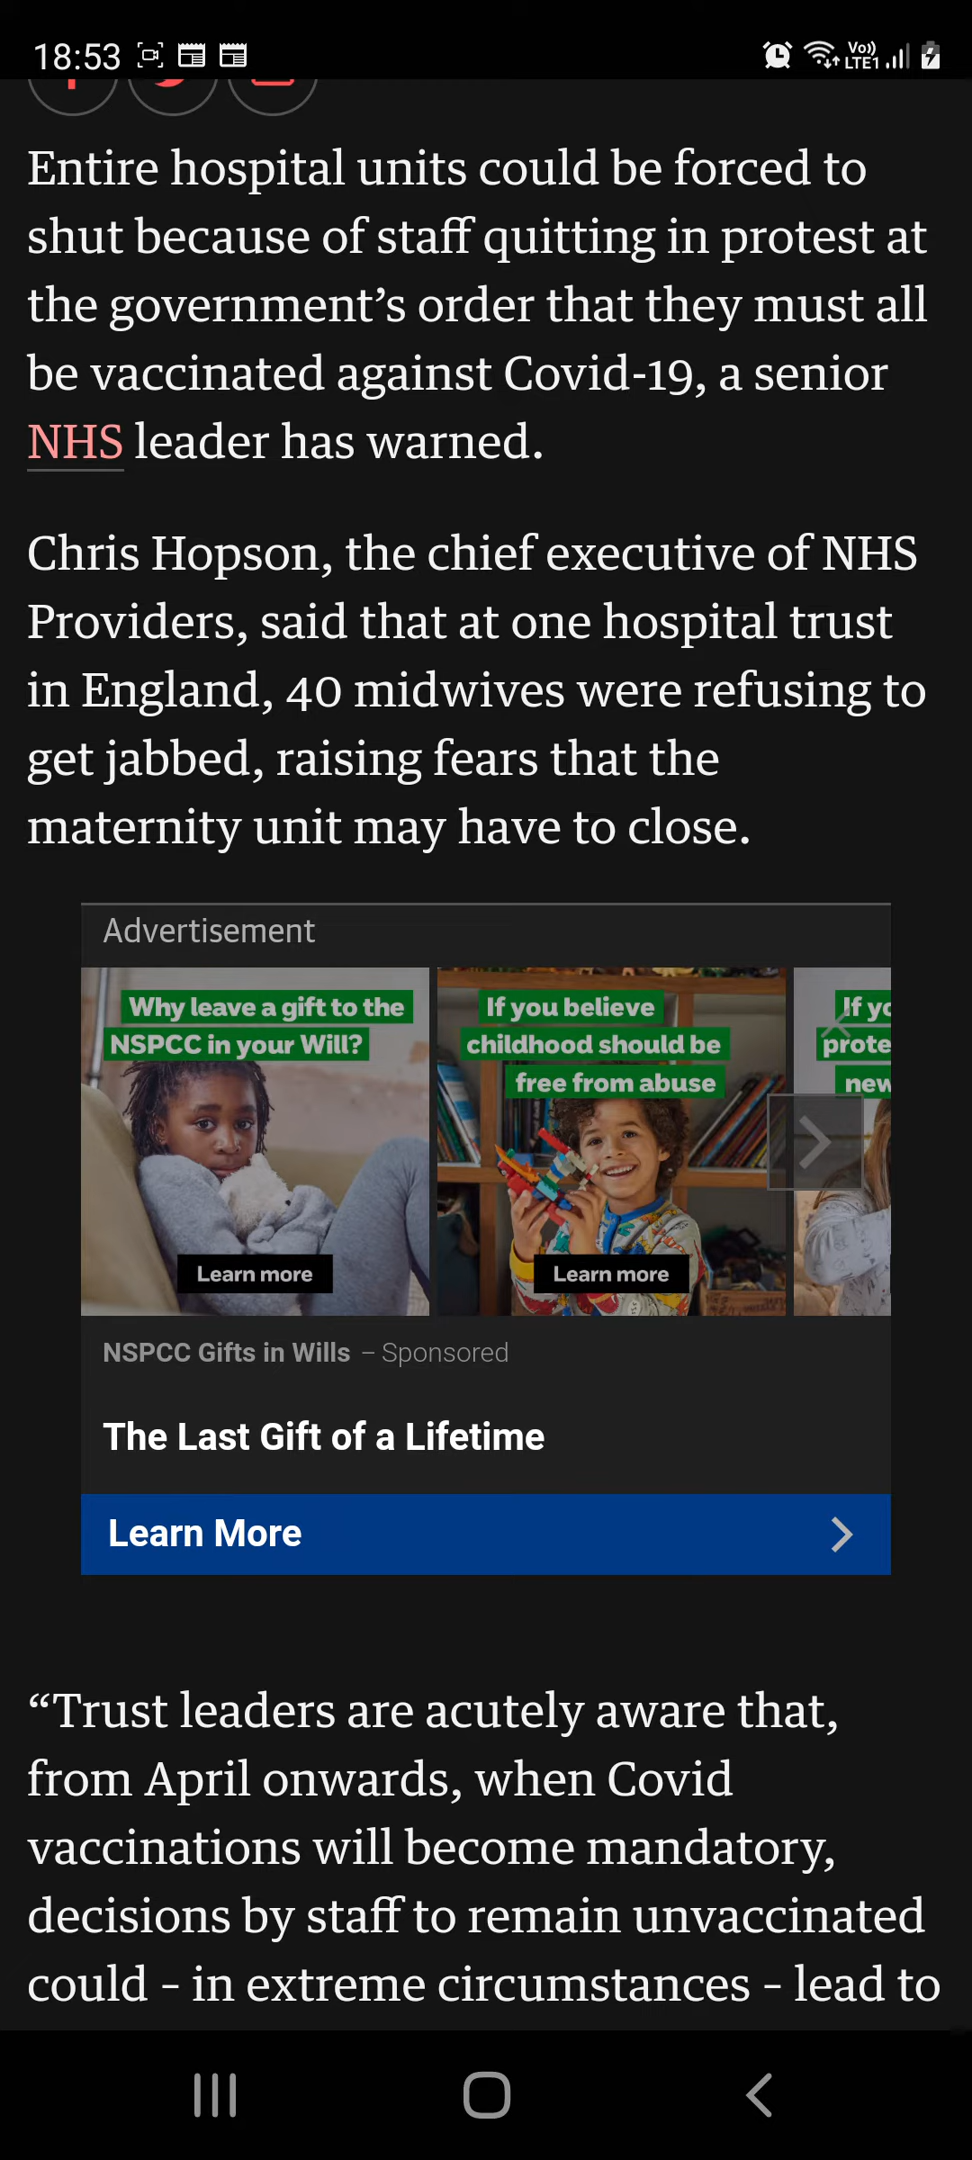 18:53
Vo))
LTE1
Entire hospital units could be forced to
shut because of staff quitting in protest at
the government’s order that they must all
be vaccinated against Covid-19, a senior
NHS leader has warned.
Chris Hopson, the chief executive of NHS
Providers, said that at one hospital trust
in England, 40 midwives were refusing to
get jabbed, raising fears that the
maternity unit may have to close.
Advertisement
Why leave a gift to the
NSPCC in your Will?
Learn more
If you believe
childhood should be
free from abuse
Learn more
If yo
prote
new
NSPCC Gifts in Wills – Sponsored
The Last Gift of a Lifetime
Learn More
“Trust leaders are acutely aware that,
from April onwards, when Covid
vaccinations will become mandatory,
decisions by staff to remain unvaccinated
could – in extreme circumstances – lead to